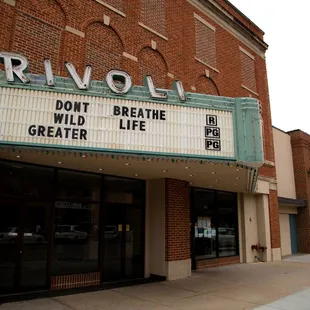 RIVOLI
DONT BREATHE R
WILD LIFE PG
GREATER PG